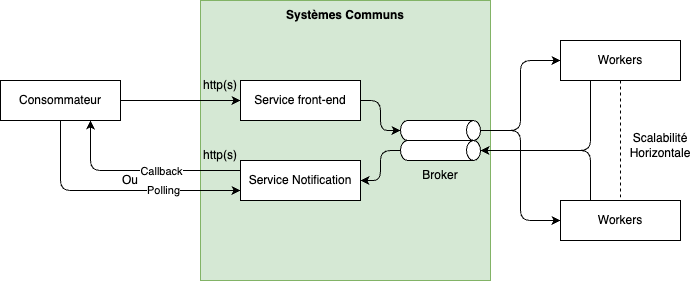 Systèmes Communs
Workers
http(s)
Consommateur
Service front-end
Scalabilité
Horizontale
http(s)
Callback
Ou
Polling
Service Notification
Broker
Workers